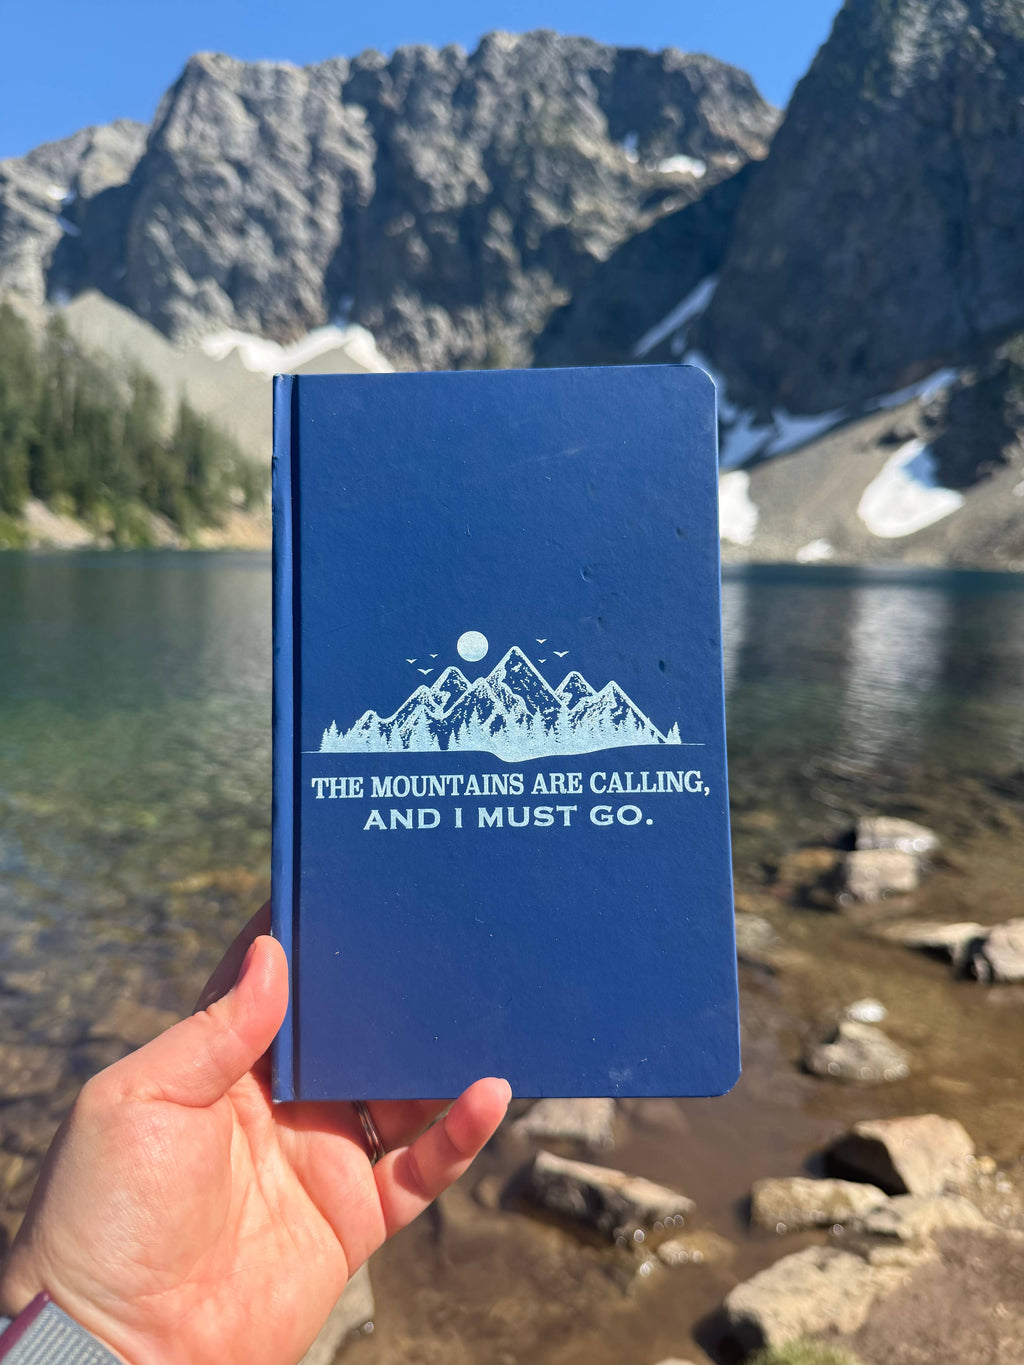 THE MOUNTAINS ARE CALLING,
AND I MUST GO.